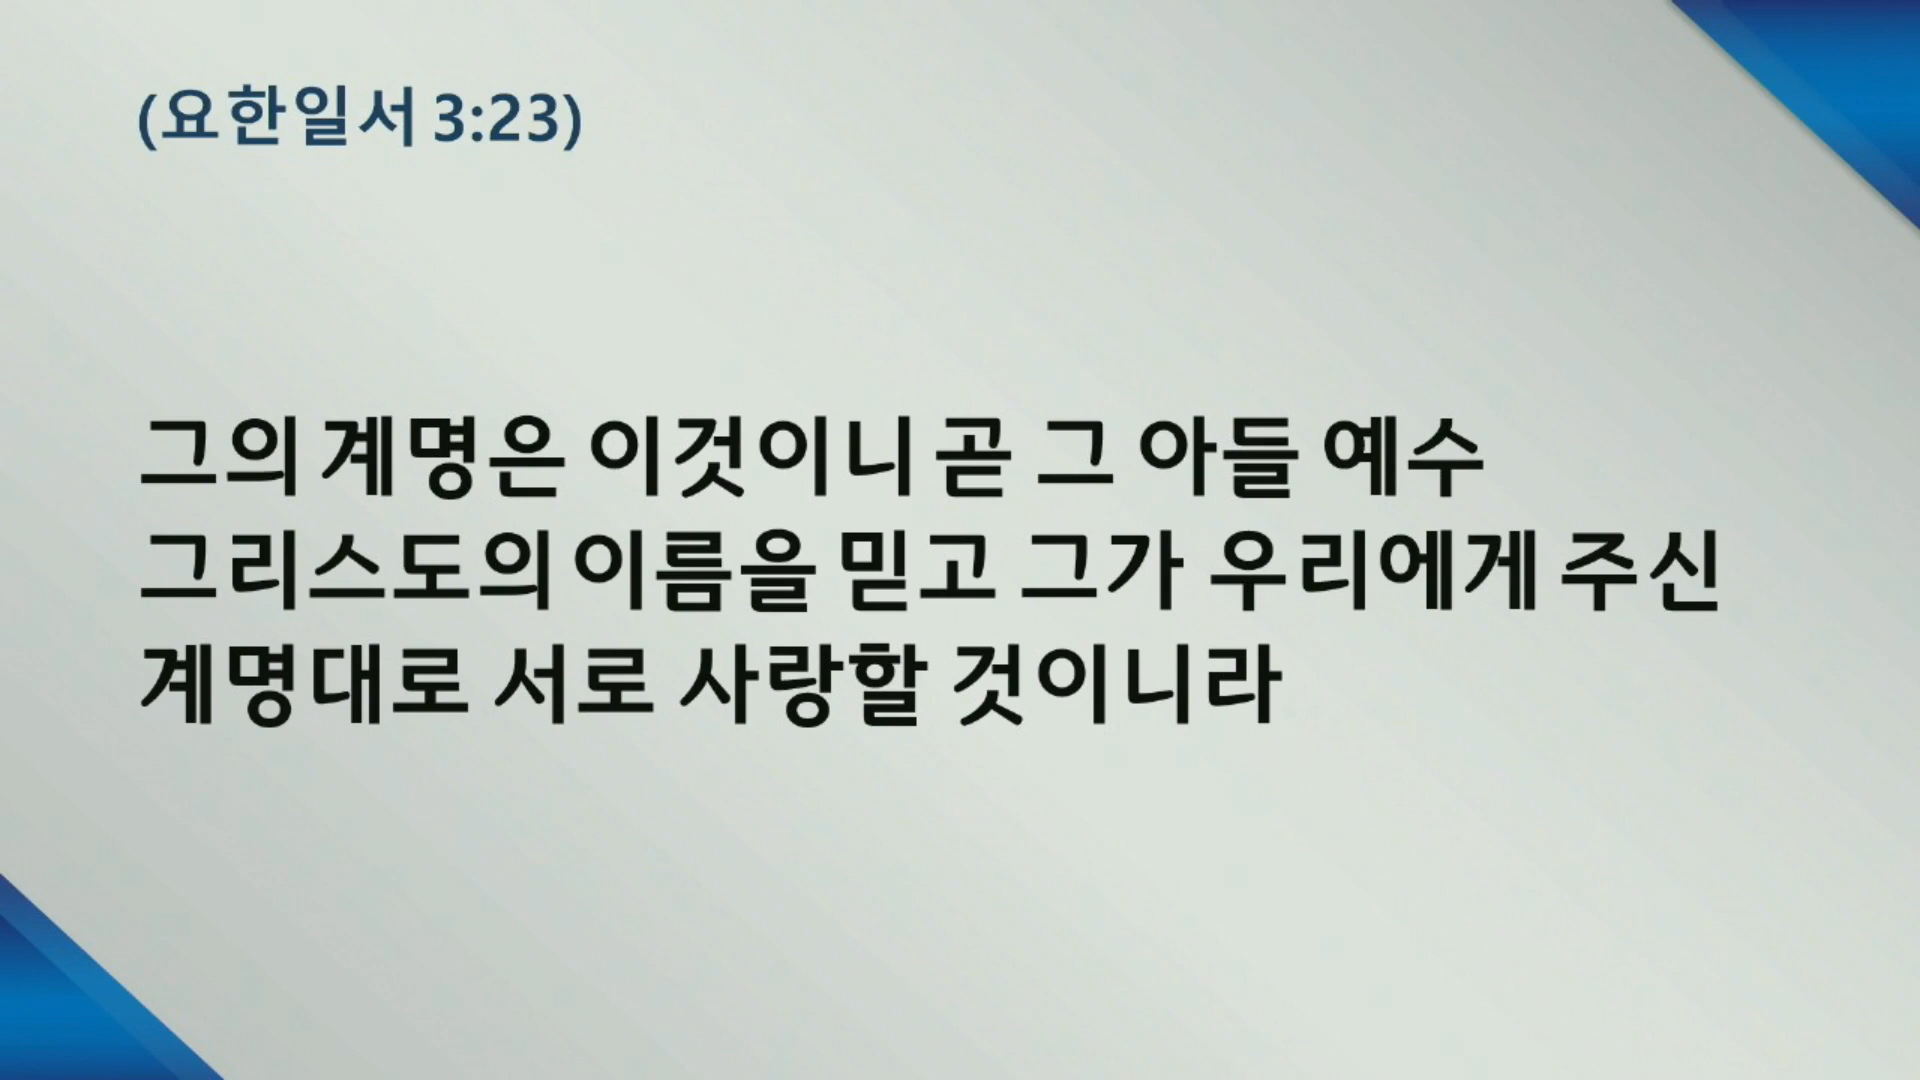 (요한일서 3:23)
그의 계명은 이것이니 곧 그 아들 예수
그리스도의 이름을 믿고 그가 우리에게 주신
계명대로 서로 사랑할 것이니라